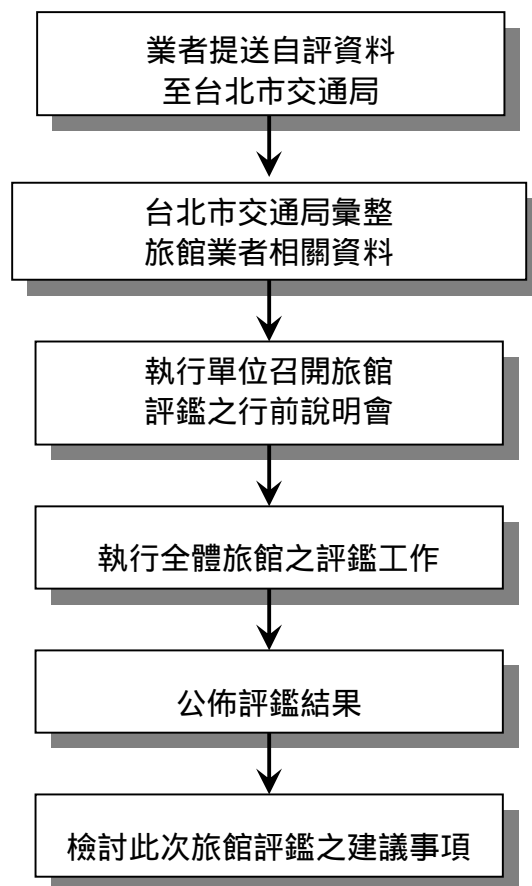 業者提送自評資料
至台北市交通局
台北市交通局彙整
旅館業者相關資料
執行單位召開旅館
評鑑之行前說明會
執行全體旅館之評鑑工作
公佈評鑑結果
檢討此次旅館評鑑之建議事項